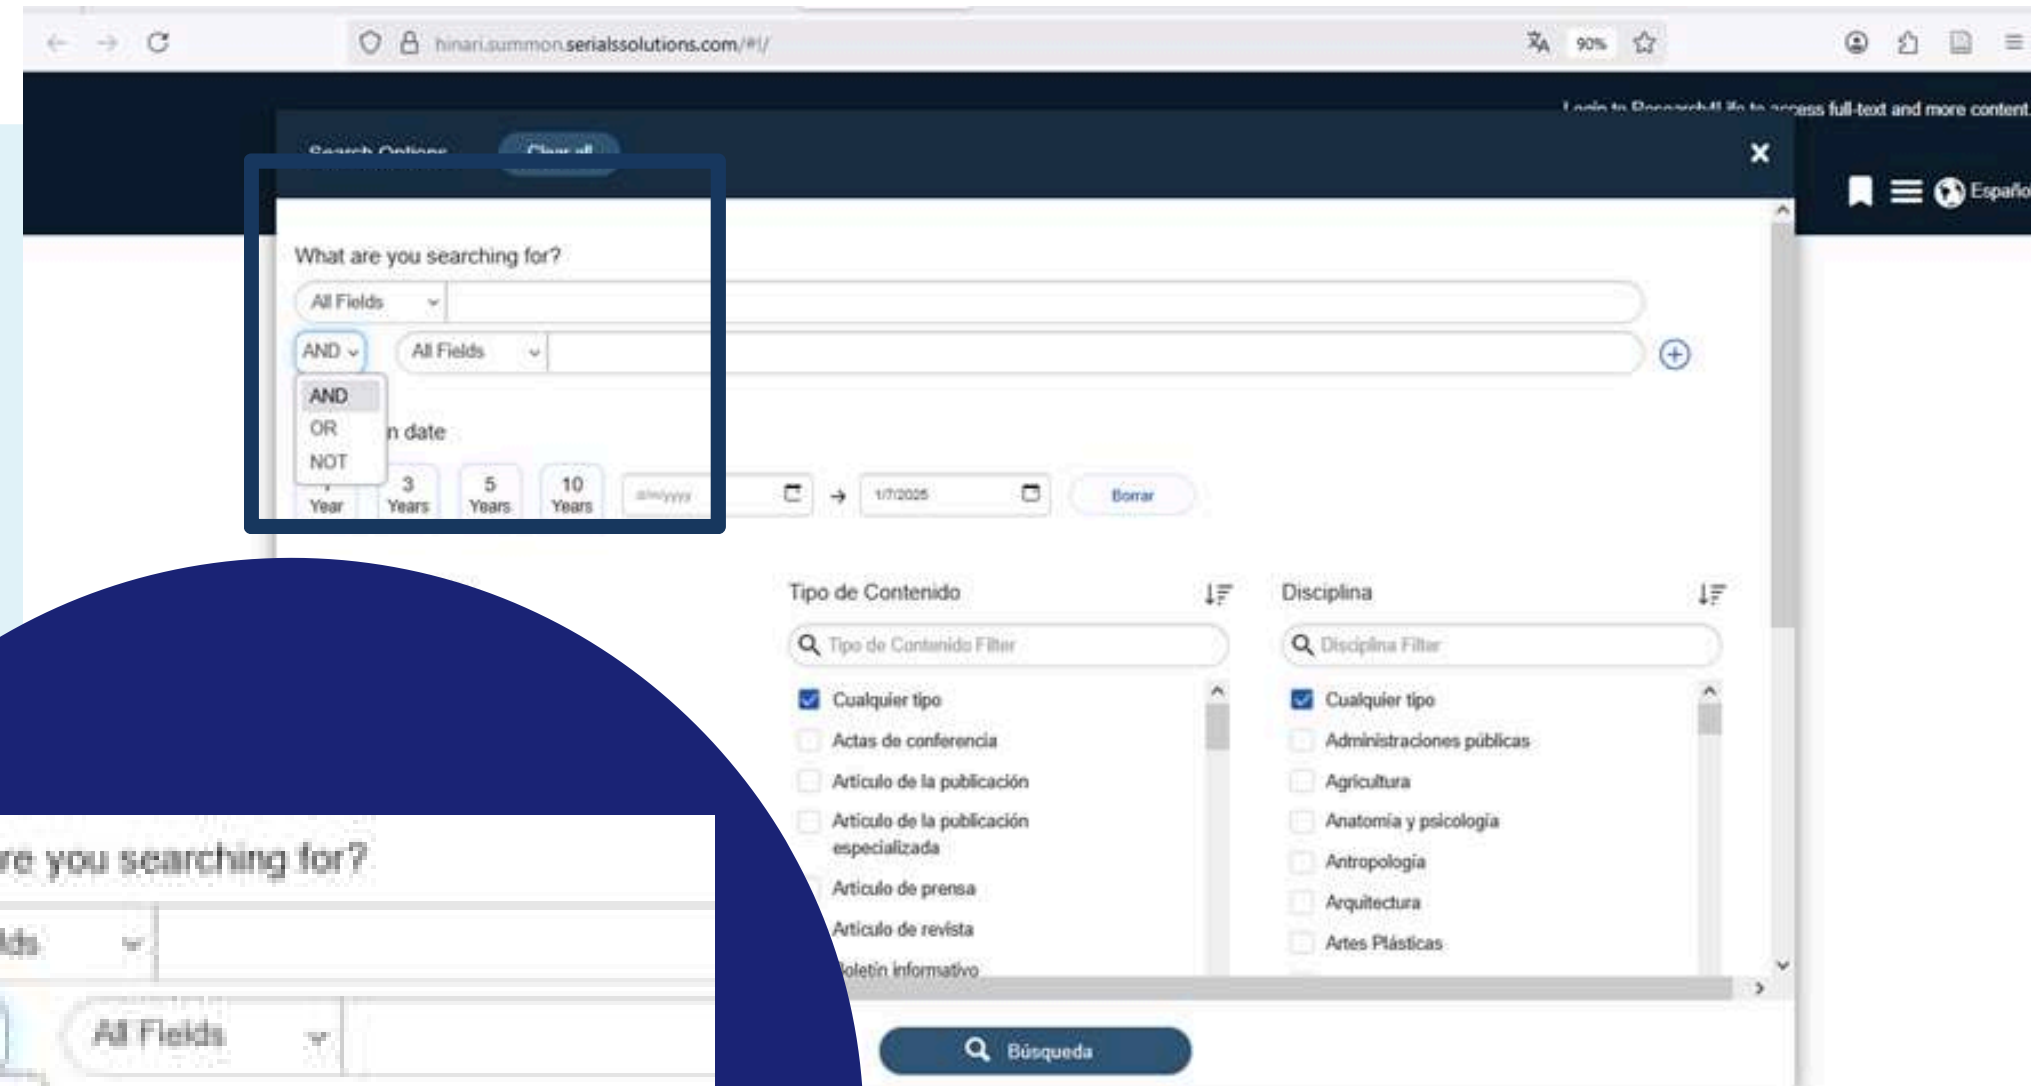 hinari.summon.serialssolutions.com/#!/
90%
Login to Research4Life to access full-text and more content.
Search Options
Clear all
Español
What are you searching for?
All Fields
AND
All Fields
AND
OR
NOT
n date
Year
3
Years
5
Years
10
Years
1/7/2025
Borrar
Tipo de Contenido
Disciplina
Tipo de Contenido Filter
Disciplina Filter
Cualquier tipo
Actas de conferencia
Artículo de la publicación
Artículo de la publicación
especializada
Artículo de prensa
Artículo de revista
Boletín informativo
Cualquier tipo
Administraciones públicas
Agricultura
Anatomía y psicología
Antropología
Arquitectura
Artes Plásticas
Búsqueda
re you searching for?
lds
All Fields